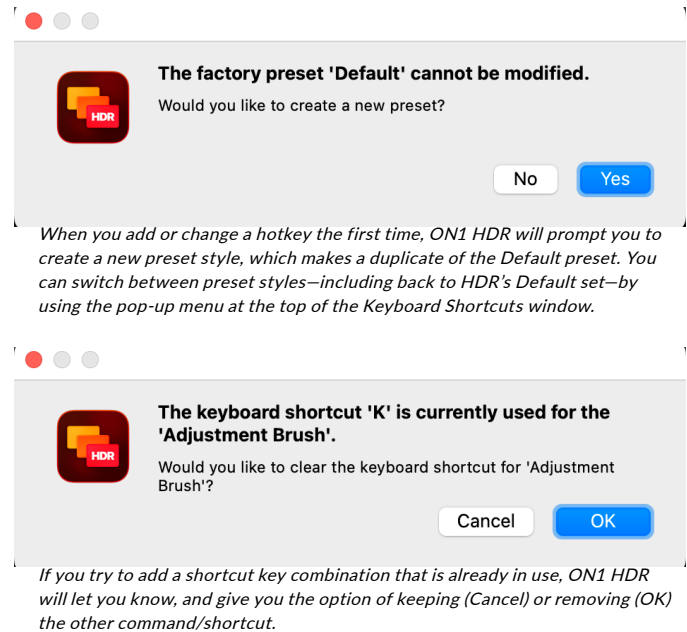 The factory preset 'Default' cannot be modified.
HDR
Would you like to create a new preset?
No
Yes
When you add or change a hotkey the first time, ON1 HDR will prompt you to
create a new preset style, which makes a duplicate of the Default preset. You
can switch between preset styles—including back to HDR's Default set—by
using the pop-up menu at the top of the Keyboard Shortcuts window.
The keyboard shortcut 'K' is currently used for the
'Adjustment Brush'.
HDR
Would you like to clear the keyboard shortcut for 'Adjustment
Brush'?
Cancel
OK
If you try to add a shortcut key combination that is already in use, ON1 HDR
will let you know, and give you the option of keeping (Cancel) or removing (OK)
the other command/shortcut.